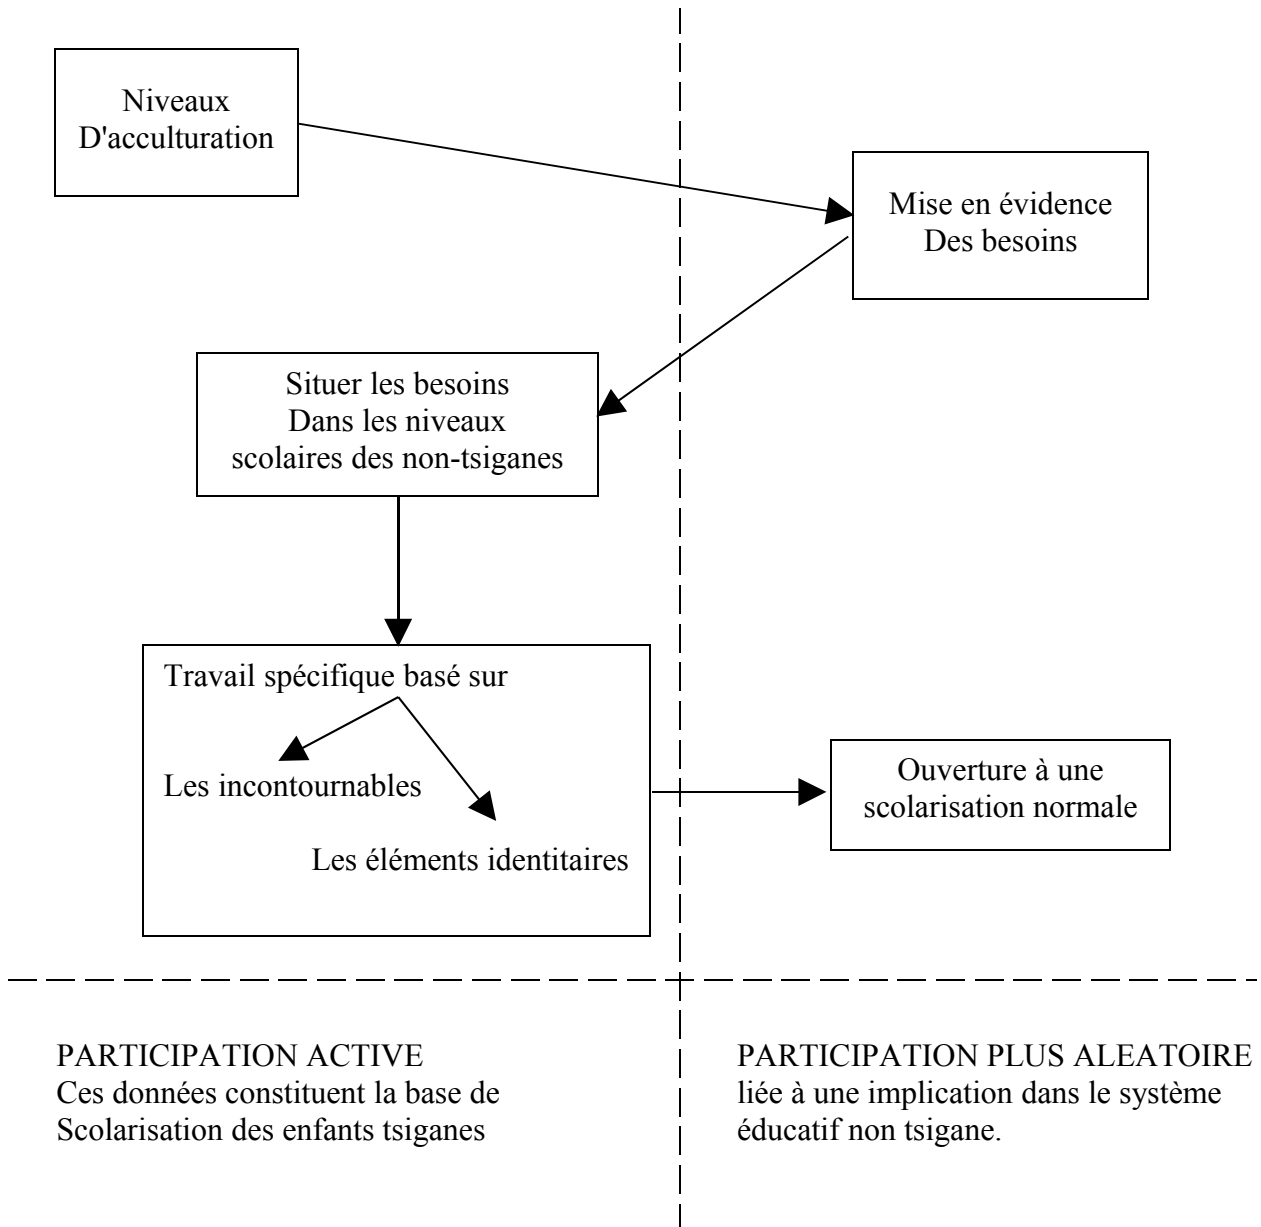 Niveaux
D'acculturation
Mise en évidence
Des besoins
Situer les besoins
Dans les niveaux
scolaires des non-tsiganes
Travail spécifique basé sur
Les incontournables
Les éléments identitaires
Ouverture à une
scolarisation normale
PARTICIPATION ACTIVE
Ces données constituent la base de
Scolarisation des enfants tsiganes
PARTICIPATION PLUS ALEATOIRE
liée à une implication dans le système
éducatif non tsigane.